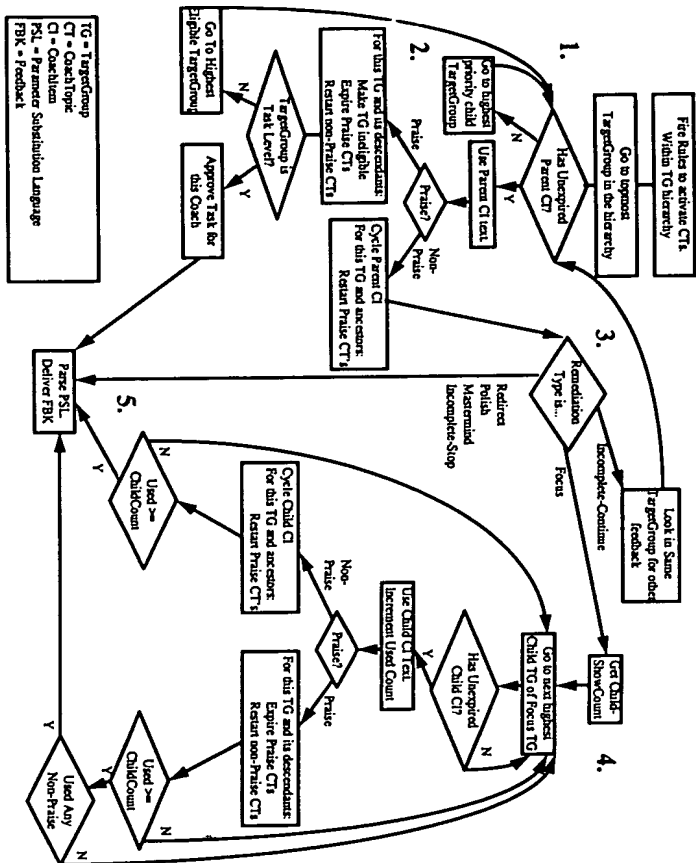 TG = TargetGroup
CT = CoachTopic
CI = CoachItem
PSL = Parameter Substitution Language
FBK = Feedback
Fire Rules to activate CTs.
Within TG hierarchy
Go to topmost
TargetGroup in the hierarchy
1.
Has Unexpired
Parent CI?
N
Y
Go to highest
priority child
TargetGroup
Use Parent CI text
Praise?
Praise
Non-
Praise
2.
For this TG and its descendants:
Make TG ineligible
Expire Praise CTs
Restart non-Praise CTs
TargetGroup is
Task Level?
N
Y
Go To Highest
Eligible TargetGroup
Approve Task for
this Coach
Cycle Parent CI
For this TG and ancestors:
Restart Praise CT's
3.
Remediation
Type is...
Incomplete-Continue
Look in Same
TargetGroup for other
feedback
Focus
Redirect
Polish
Mastermind
Incomplete-Stop
4.
Get Child-
ShowCount
Go to next highest
Child TG of Focus TG
Has Unexpired
Child CI?
N
Y
Use Child CI Text
Increment Used Count
Praise?
Non-
Praise
Praise
Cycle Child CI
For this TG and ancestors:
Restart Praise CT's
For this TG and its descendants:
Expire Praise CTs
Restart non-Praise CTs
Used >=
ChildCount
N
Y
Used >=
ChildCount
N
Y
Used Any
Non-Praise
N
Y
5.
Parse PSL.
Deliver FBK